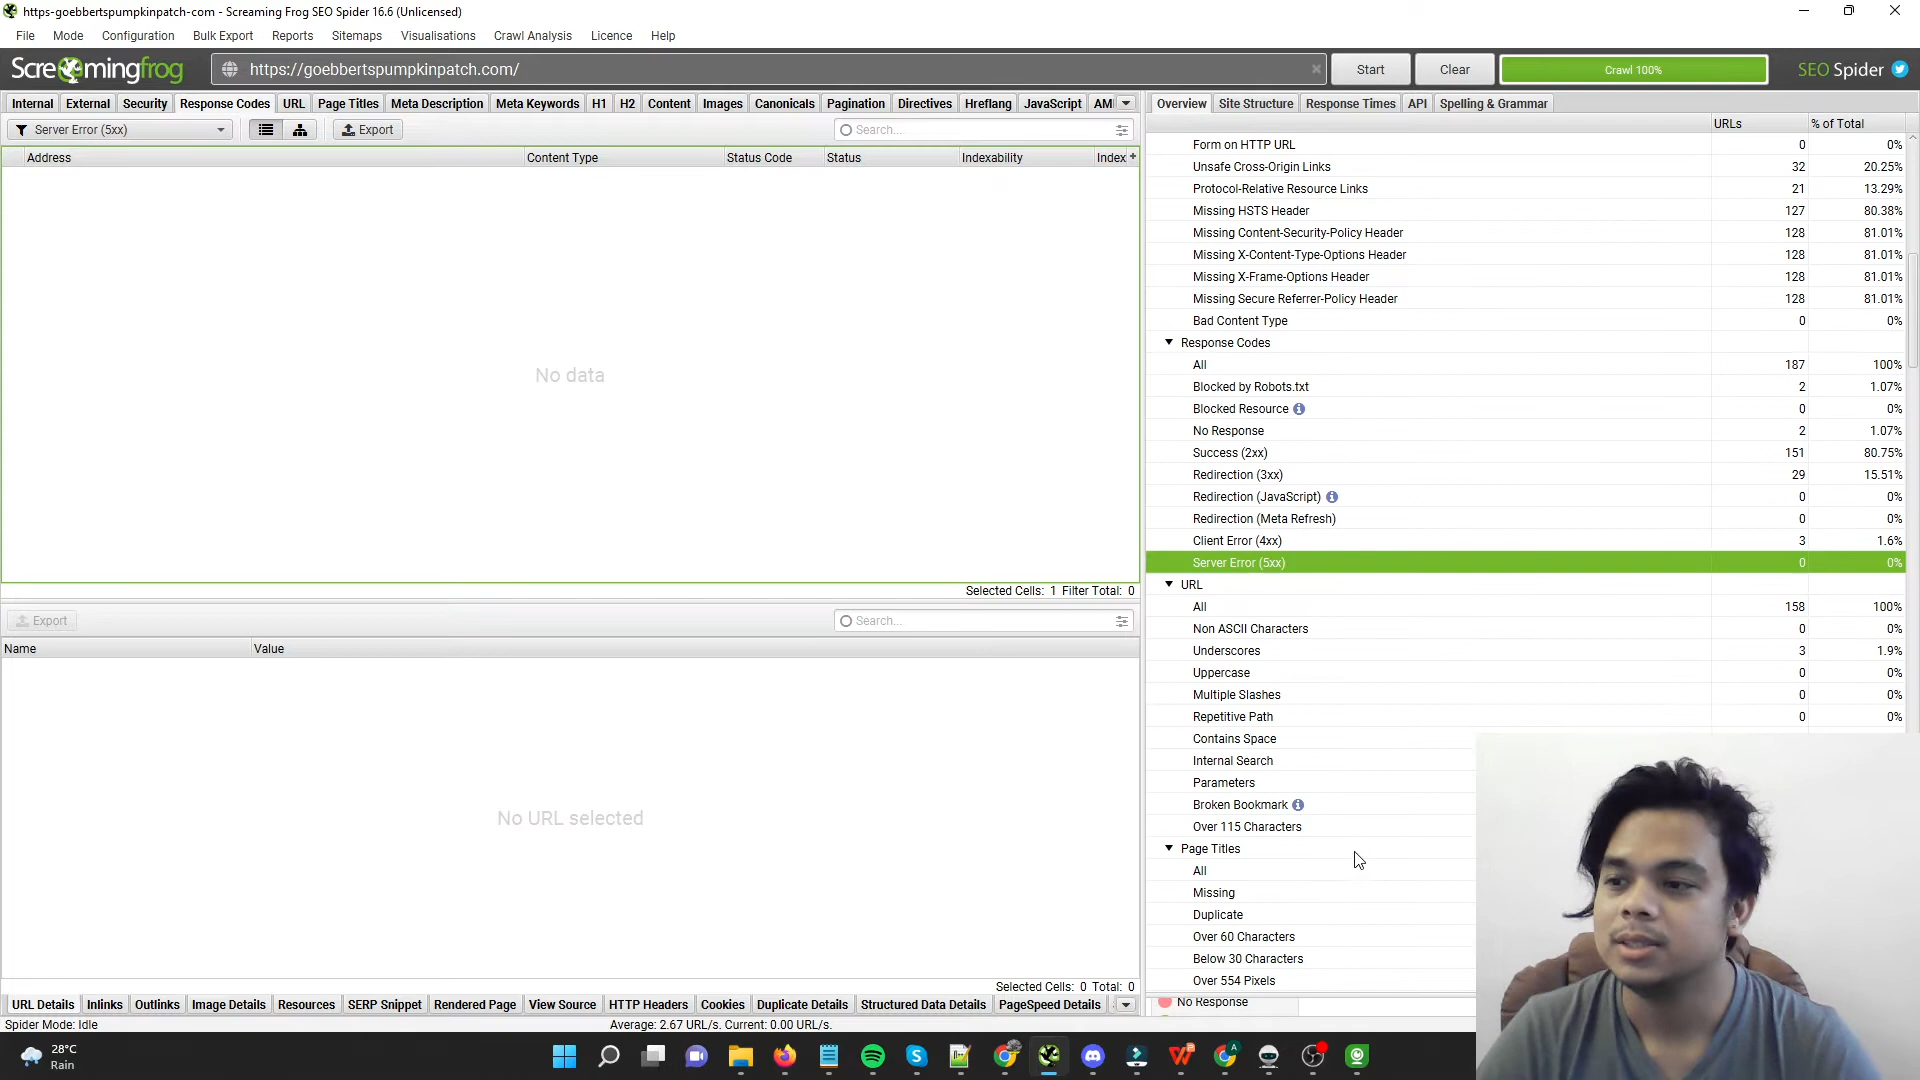 https-goebbertspumpkinpatch-com - Screaming Frog SEO Spider 16.6 (Unlicensed)
File Mode Configuration Bulk Export Reports Sitemaps Visualisations Crawl Analysis Licence Help
Screamingfrog https://goebbertspumpkinpatch.com/ Start Clear Crawl 100% SEO Spider
Internal External Security Response Codes URL Page Titles Meta Description Meta Keywords H1 H2 Content Images Canonicals Pagination Directives Hreflang JavaScript AM Overview Site Structure Response Times API Spelling & Grammar
Server Error (5xx) Export Search... URLs % of Total
Address Content Type Status Code Status Indexability Index +
Form on HTTP URL 0 0%
Unsafe Cross-Origin Links 32 20.25%
Protocol-Relative Resource Links 21 13.29%
Missing HSTS Header 127 80.38%
Missing Content-Security-Policy Header 128 81.01%
Missing X-Content-Type-Options Header 128 81.01%
Missing X-Frame-Options Header 128 81.01%
Missing Secure Referrer-Policy Header 128 81.01%
Bad Content Type 0 0%
Response Codes
All 187 100%
No data
Blocked by Robots.txt 2 1.07%
Blocked Resource 0 0%
No Response 2 1.07%
Success (2xx) 151 80.75%
Redirection (3xx) 29 15.51%
Redirection (JavaScript) 0 0%
Redirection (Meta Refresh) 0 0%
Client Error (4xx) 3 1.6%
Server Error (5xx) 0 0%
Selected Cells: 1 Filter Total: 0
URL
All 158 100%
Export Search...
Non ASCII Characters 0 0%
Name Value
Underscores 3 1.9%
Uppercase 0 0%
Multiple Slashes 0 0%
Repetitive Path 0 0%
Contains Space
Internal Search
Parameters
Broken Bookmark
No URL selected
Over 115 Characters
Page Titles
All
Missing
Duplicate
Over 60 Characters
Below 30 Characters
Over 554 Pixels
Selected Cells: 0 Total: 0
URL Details Inlinks Outlinks Image Details Resources SERP Snippet Rendered Page View Source HTTP Headers Cookies Duplicate Details Structured Data Details PageSpeed Details No Response
Spider Mode: Idle Average: 2.67 URL/s. Current: 0.00 URL/s.
28°C
Rain